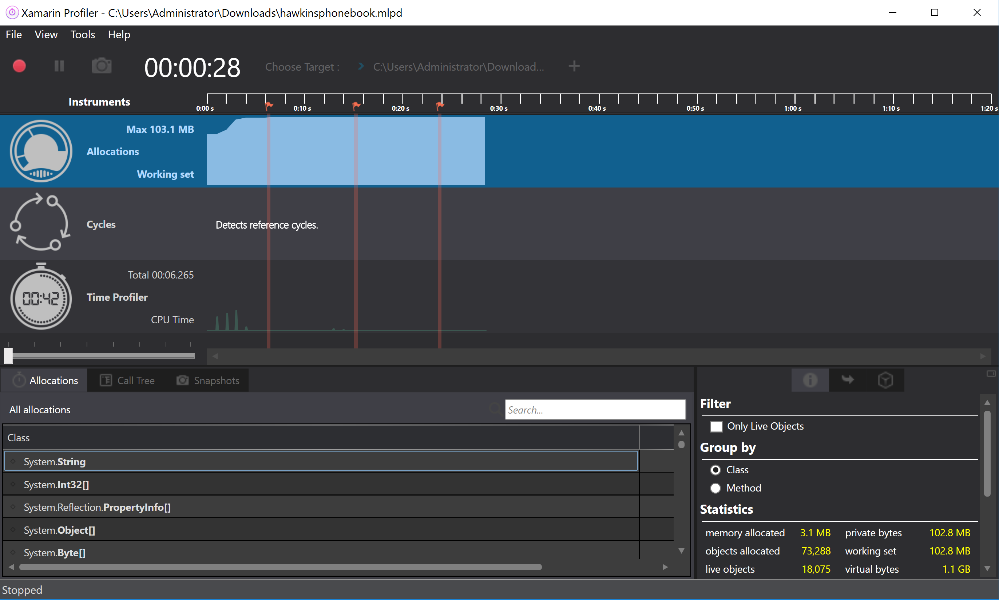 Xamarin Profiler - C:\Users\Administrator\Downloads\hawkinsphonebook.mlpd
File View Tools Help
00:00:28 Choose Target : C:\Users\Administrator\Download...
Instruments
0:00 s 0:10 s 0:20 s 0:30 s 0:40 s 0:50 s 1:00 s 1:10 s 1:20 s
Max 103.1 MB
Allocations
Working set
Cycles
Detects reference cycles.
Total 00:06.265
00:42 Time Profiler
CPU Time
Allocations Call Tree Snapshots
All allocations
Search...
Class
System.String
System.Int32[]
System.Reflection.PropertyInfo[]
System.Object[]
System.Byte[]
Filter
Only Live Objects
Group by
Class
Method
Statistics
memory allocated 3.1 MB private bytes 102.8 MB
objects allocated 73,288 working set 102.8 MB
live objects 18,075 virtual bytes 1.1 GB
Stopped